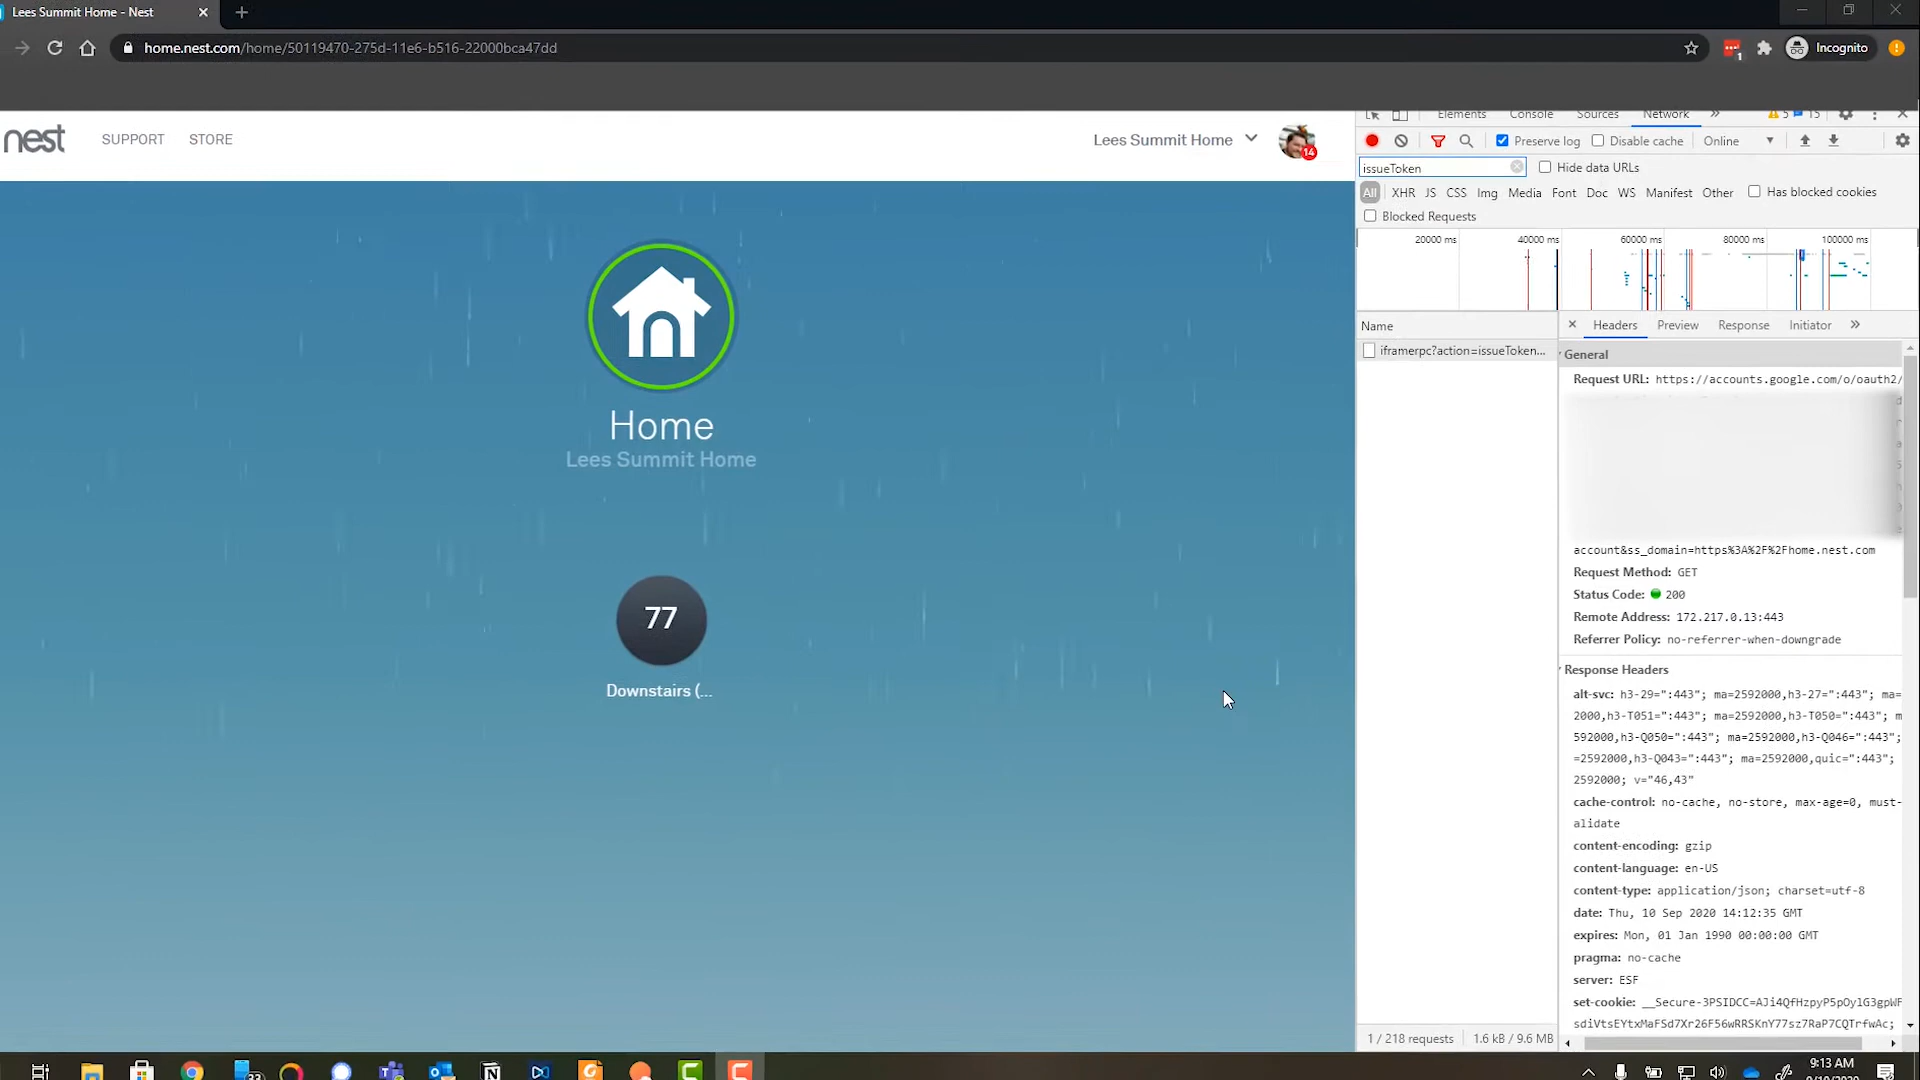 Lees Summit Home - Nest
home.nest.com/home/50119470-275d-11e6-b516-22000bca47dd
1
Incognito
nest
SUPPORT
STORE
Lees Summit Home
14
Home
Lees Summit Home
77
Downstairs (...
Elements
Console
Sources
Network
5
15
Preserve log
Disable cache
Online
issueToken
Hide data URLs
All
XHR
JS
CSS
Img
Media
Font
Doc
WS
Manifest
Other
Has blocked cookies
Blocked Requests
20000 ms
40000 ms
60000 ms
80000 ms
100000 ms
Name
Headers
Preview
Response
Initiator
iframerpc?action=issueToken...
General
Request URL: https://accounts.google.com/o/oauth2/
account&ss_domain=https%3A%2F%2Fhome.nest.com
Request Method: GET
Status Code: 200
Remote Address: 172.217.0.13:443
Referrer Policy: no-referrer-when-downgrade
Response Headers
alt-svc: h3-29=":443"; ma=2592000,h3-27=":443"; ma=
2000,h3-T051=":443"; ma=2592000,h3-T050=":443"; m
592000,h3-Q050=":443"; ma=2592000,h3-Q046=":443";
=2592000,h3-Q043=":443"; ma=2592000,quic=":443";
2592000; v="46,43"
cache-control: no-cache, no-store, max-age=0, must-
alidate
content-encoding: gzip
content-language: en-US
content-type: application/json; charset=utf-8
date: Thu, 10 Sep 2020 14:12:35 GMT
expires: Mon, 01 Jan 1990 00:00:00 GMT
pragma: no-cache
server: ESF
set-cookie: __Secure-3PSIDCC=AJi4QfHzpyP5pOylG3gpWF
sdiVtsEYtxMaFSd7Xr26F56wRRSKnY77sz7RaP7CQTrfwAc;
1 / 218 requests
1.6 kB / 9.6 MB
33
9:13 AM